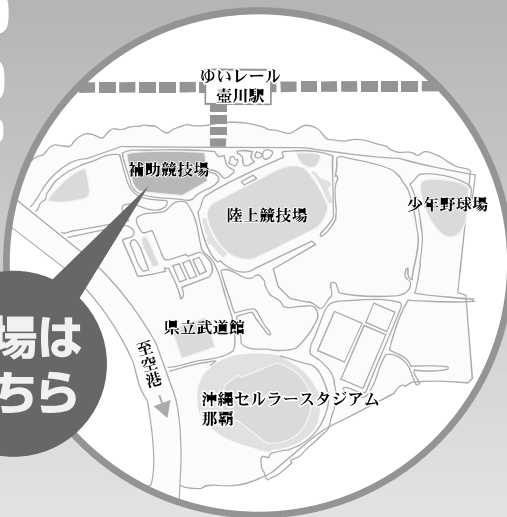 ゆいレール
壺川駅
補助競技場
陸上競技場
少年野球場
県立武道館
至空港
沖縄セルラースタジアム
那覇
場は
ちら